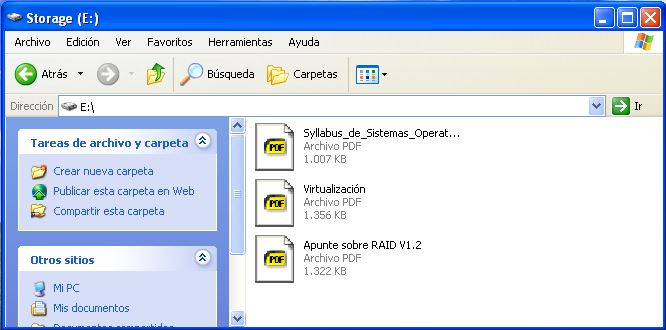 Storage (E:)
Archivo Edición Ver Favoritos Herramientas Ayuda
Atrás Búsqueda Carpetas
Dirección E:\ Ir
Tareas de archivo y carpeta
Crear nueva carpeta
Publicar esta carpeta en Web
Compartir esta carpeta
Otros sitios
Mi PC
Mis documentos
Documentos compartidos
PDF
Syllabus_de_Sistemas_Operat...
Archivo PDF
1.007 KB
PDF
Virtualización
Archivo PDF
1.356 KB
PDF
Apunte sobre RAID V1.2
Archivo PDF
1.322 KB